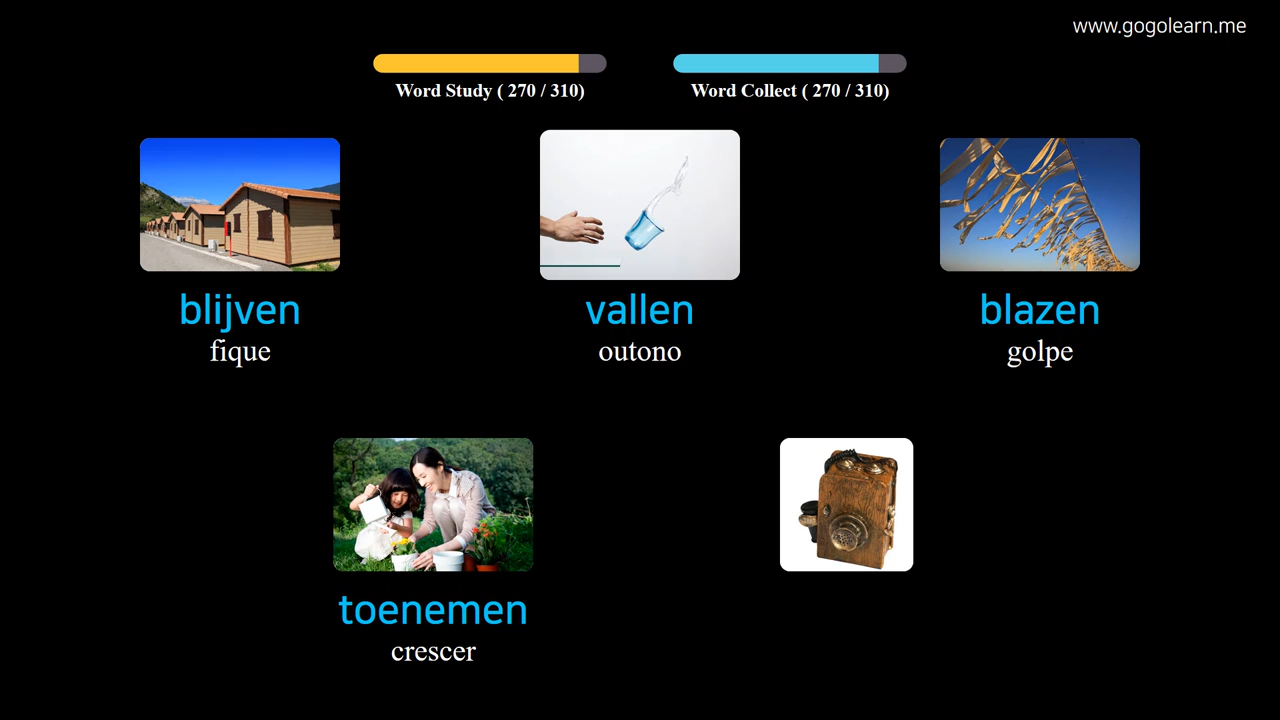 www.gogolearn.me
Word Study ( 270 / 310)
Word Collect ( 270 / 310)
blijven
fique
vallen
outono
blazen
golpe
toenemen
crescer